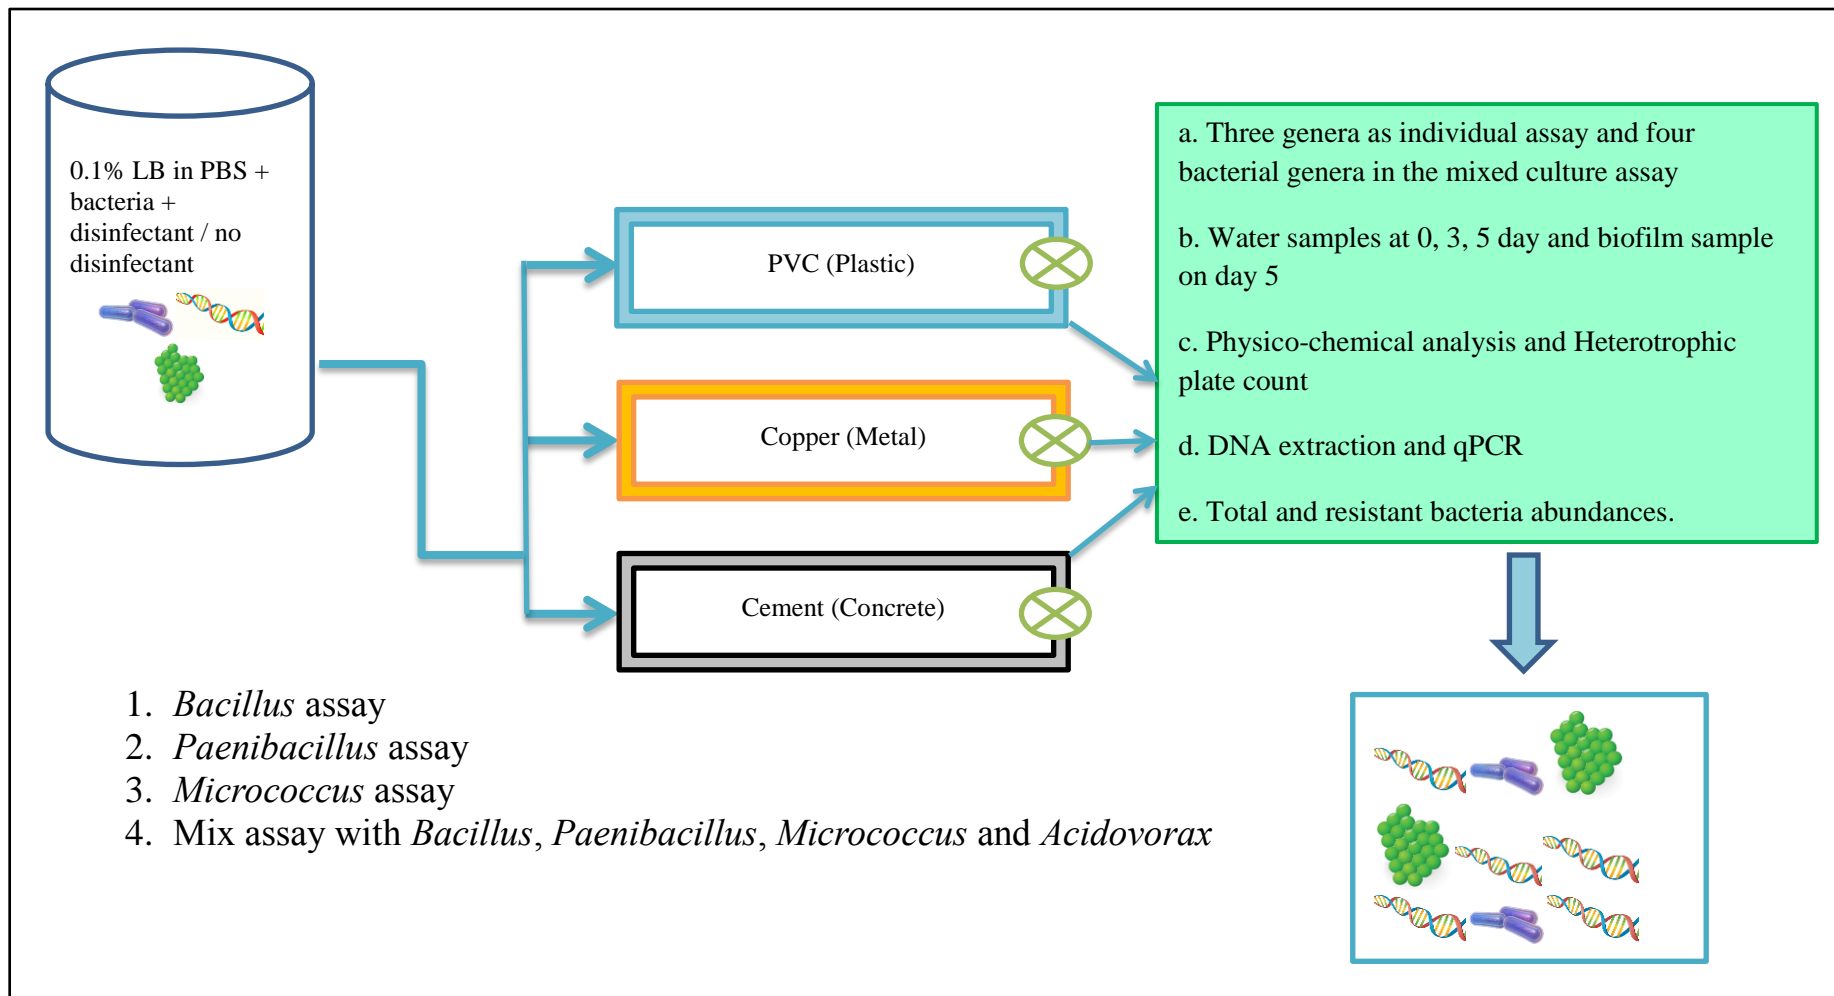 0.1% LB in PBS +
bacteria +
disinfectant / no
disinfectant
PVC (Plastic)
Copper (Metal)
Cement (Concrete)
a. Three genera as individual assay and four
bacterial genera in the mixed culture assay
b. Water samples at 0, 3, 5 day and biofilm sample
on day 5
c. Physico-chemical analysis and Heterotrophic
plate count
d. DNA extraction and qPCR
e. Total and resistant bacteria abundances.
1. Bacillus assay
2. Paenibacillus assay
3. Micrococcus assay
4. Mix assay with Bacillus, Paenibacillus, Micrococcus and Acidovorax